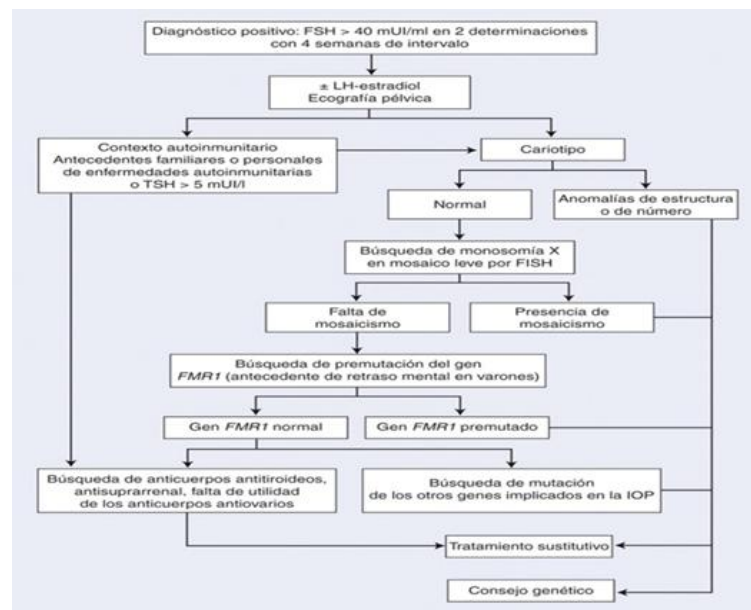 Diagnóstico positivo: FSH > 40 mUI/ml en 2 determinaciones
con 4 semanas de intervalo
± LH-estradiol
Ecografía pélvica
Contexto autoinmunitario
Antecedentes familiares o personales
de enfermedades autoinmunitarias
o TSH > 5 mUI/l
Cariotipo
Normal
Anomalías de estructura
o de número
Búsqueda de monosomía X
en mosaico leve por FISH
Falta de
mosaicismo
Presencia de
mosaicismo
Búsqueda de premutación del gen
FMR1 (antecedente de retraso mental en varones)
Gen FMR1 normal
Gen FMR1 premutado
Búsqueda de anticuerpos antitiroideos,
antisuprarrenal, falta de utilidad
de los anticuerpos antiovarios
Búsqueda de mutación
de los otros genes implicados en la IOP
Tratamiento sustitutivo
Consejo genético